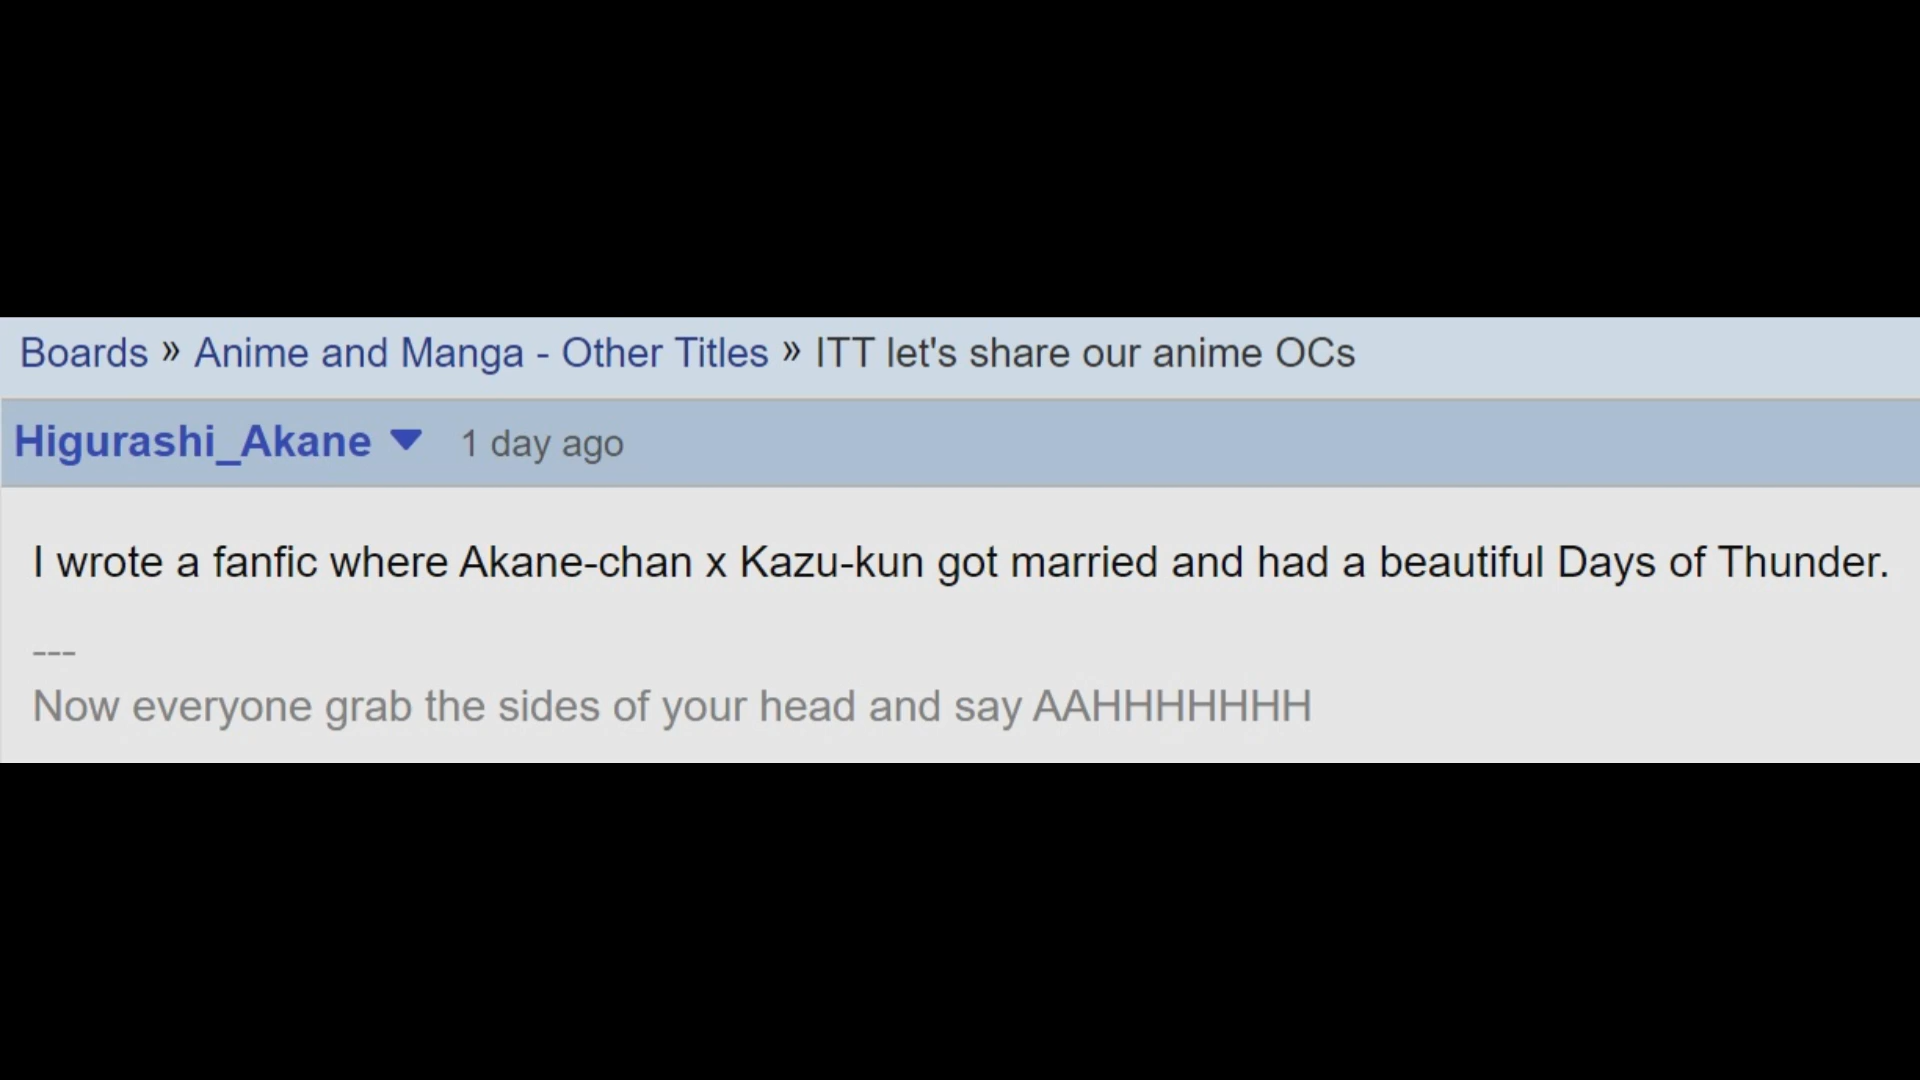 Boards » Anime and Manga - Other Titles » ITT let's share our anime OCs
Higurashi_Akane ▼ 1 day ago
I wrote a fanfic where Akane-chan x Kazu-kun got married and had a beautiful Days of Thunder.
---
Now everyone grab the sides of your head and say AAHHHHHHH